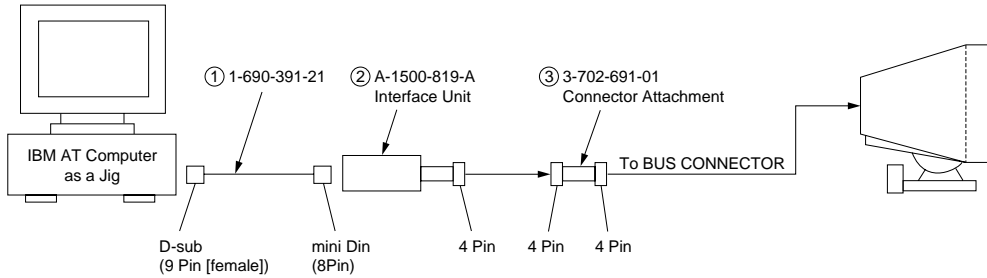 ① 1-690-391-21
② A-1500-819-A
Interface Unit
③ 3-702-691-01
Connector Attachment
IBM AT Computer
as a Jig
To BUS CONNECTOR
D-sub
(9 Pin [female])
mini Din
(8Pin)
4 Pin
4 Pin
4 Pin